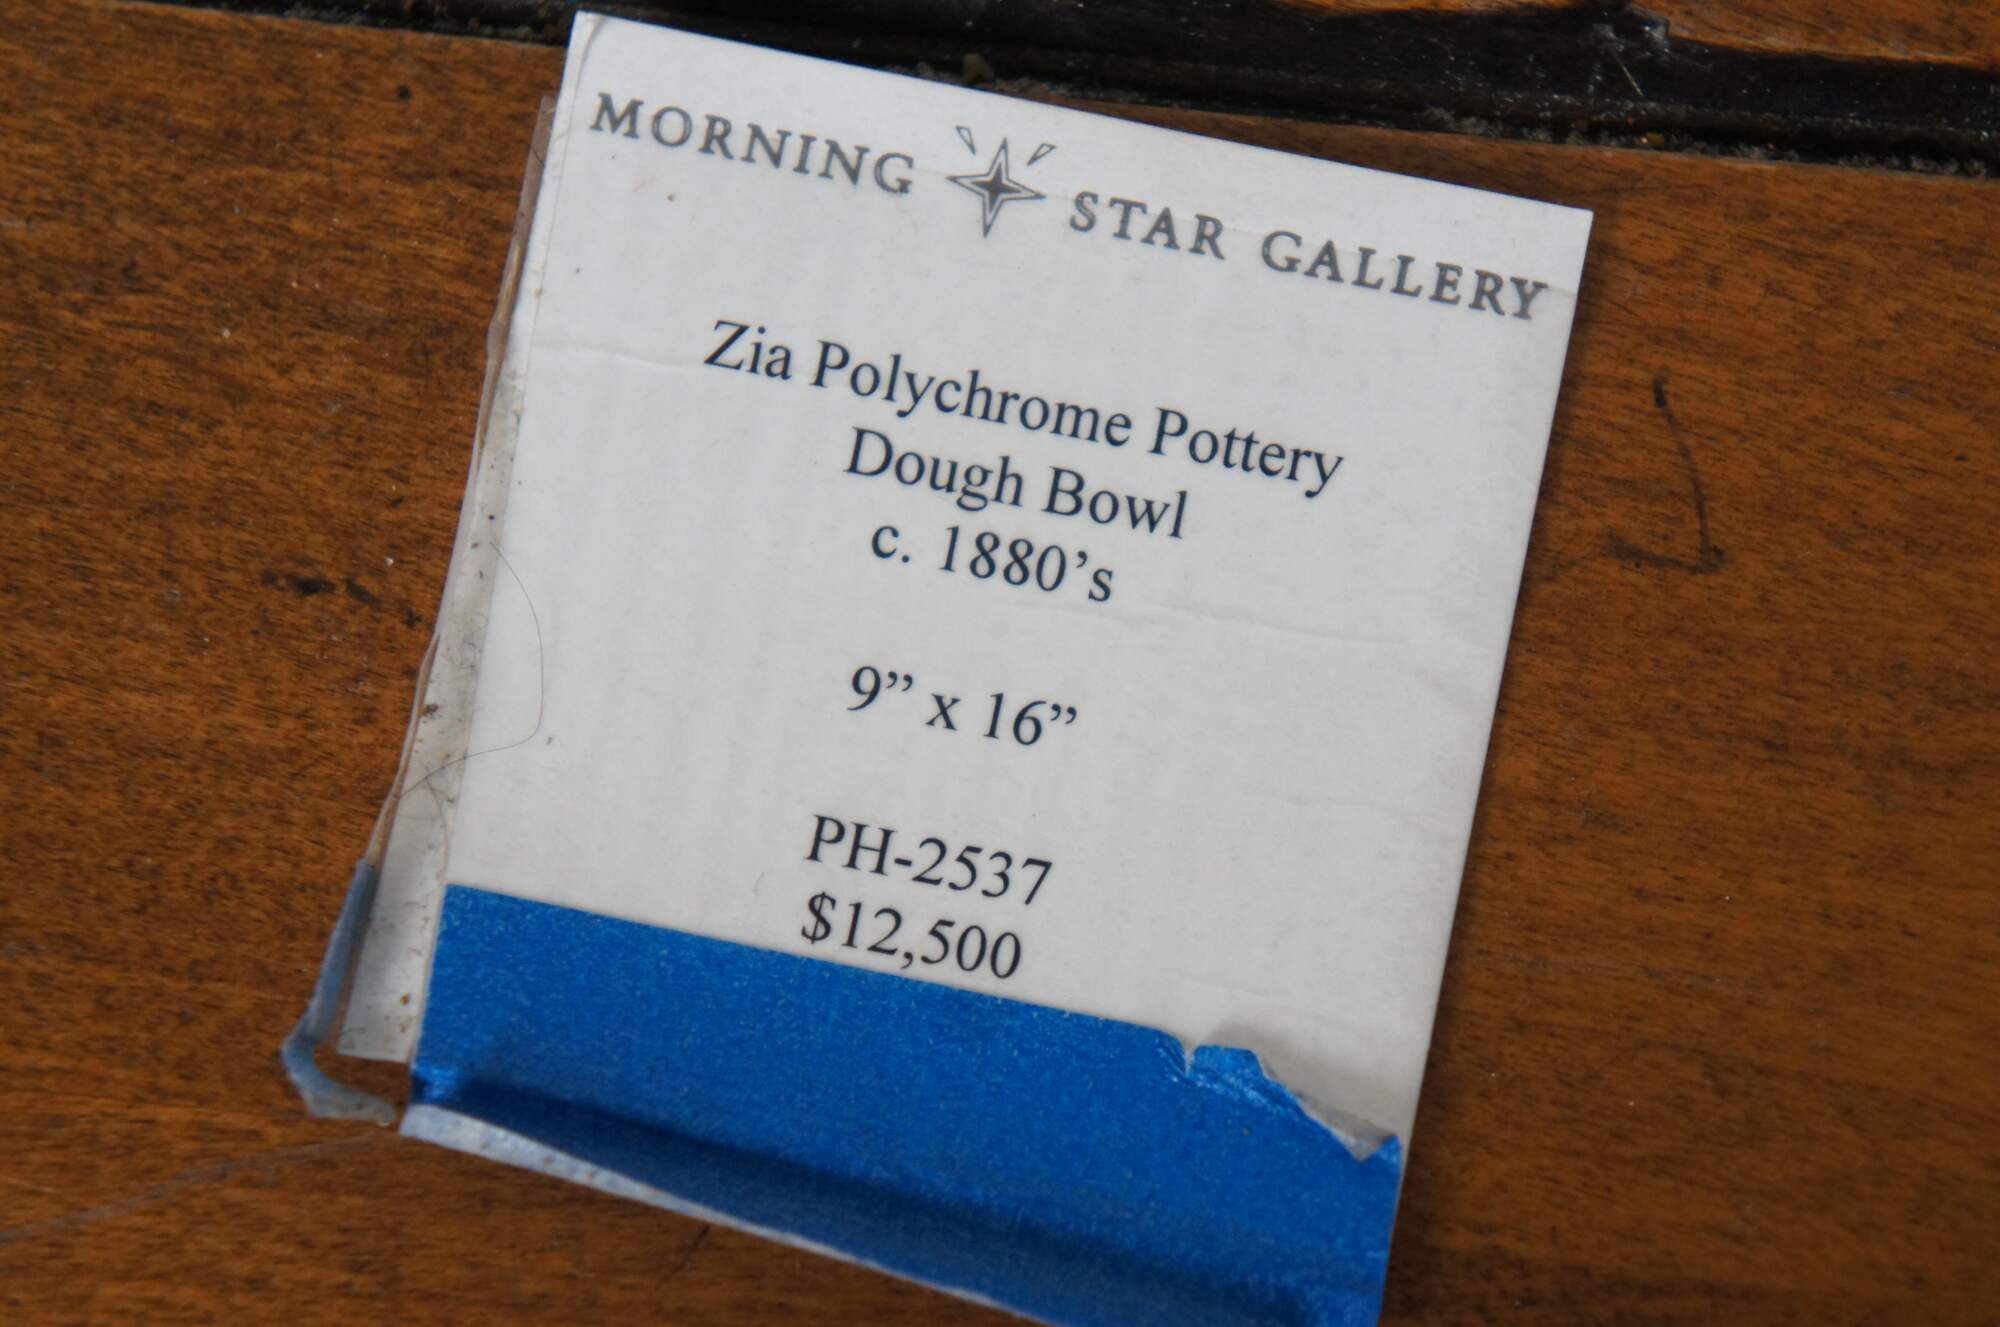 MORNING STAR GALLERY
Zia Polychrome Pottery
Dough Bowl
c. 1880’s
9” x 16”
PH-2537
$12,500